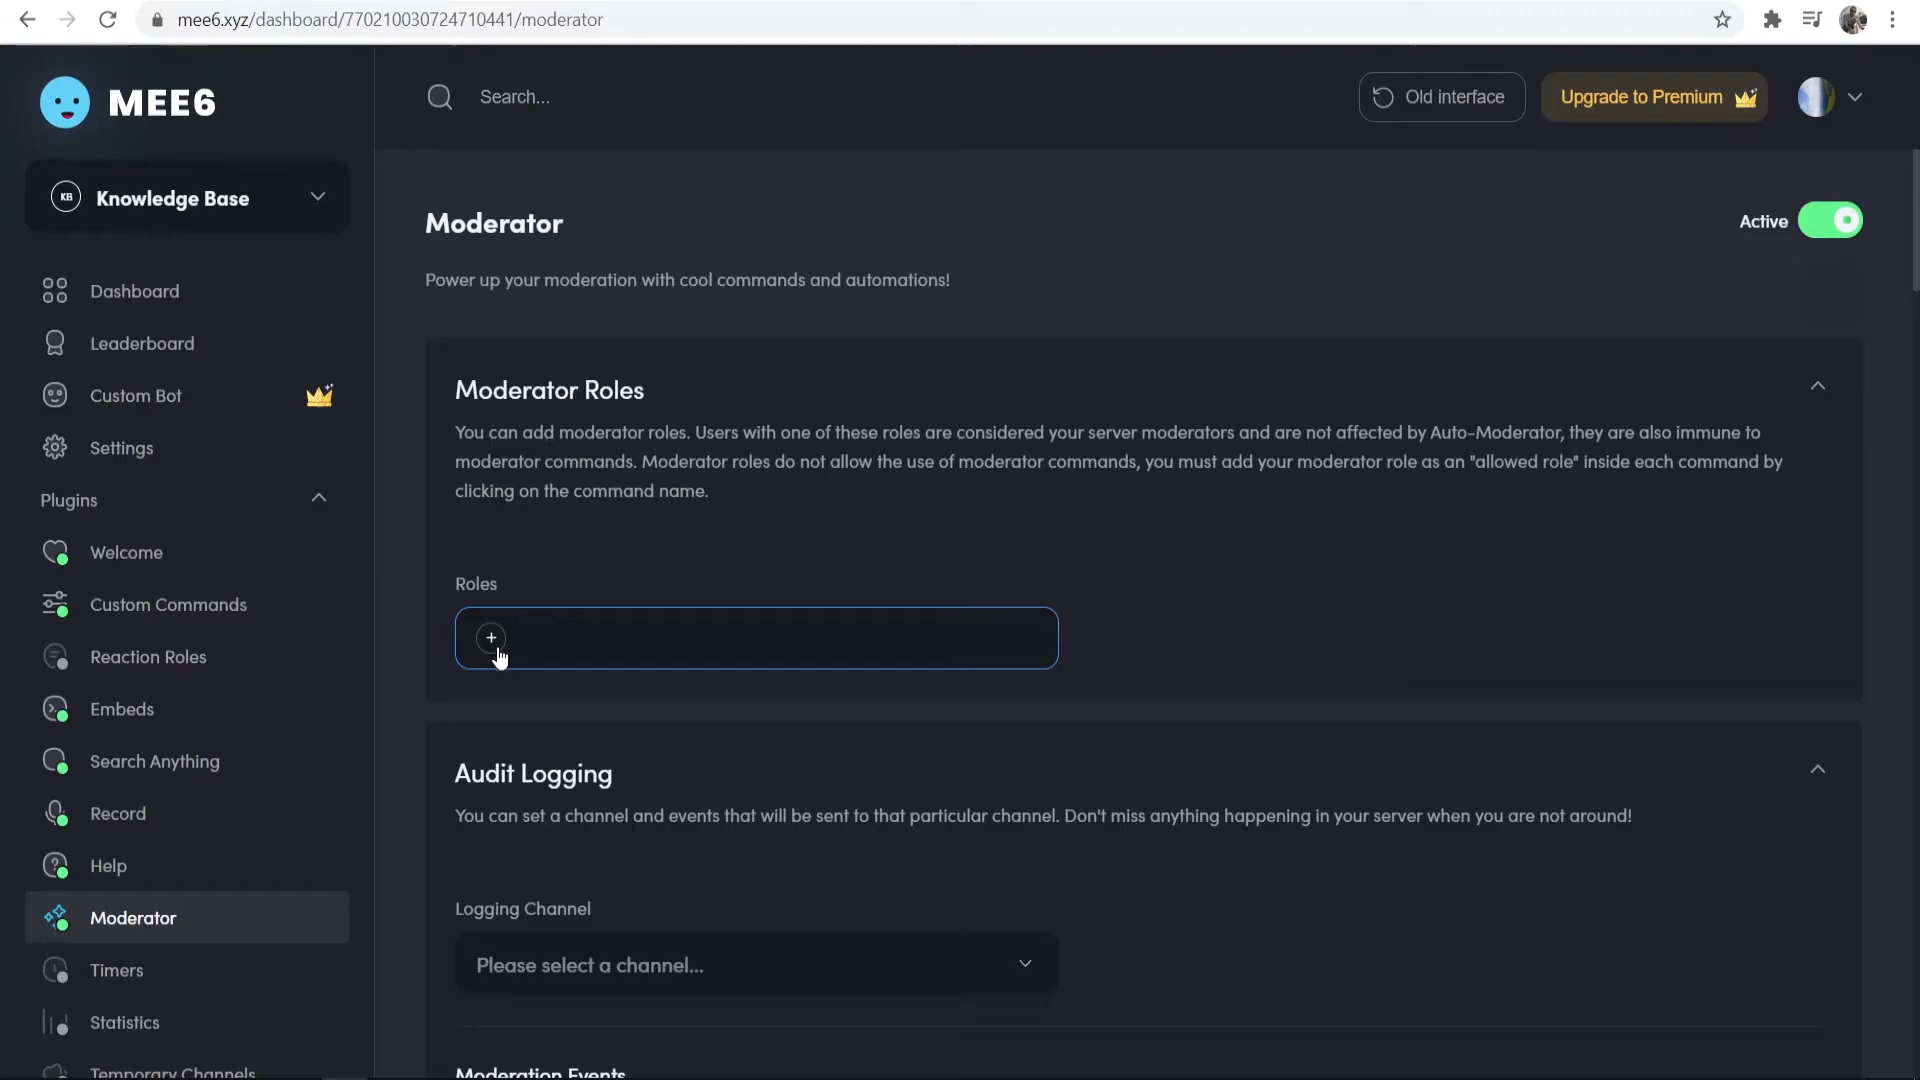 mee6.xyz/dashboard/770210030724710441/moderator
MEE6
Search...
Old interface
Upgrade to Premium
KB
Knowledge Base
Dashboard
Leaderboard
Custom Bot
Settings
Plugins
Welcome
Custom Commands
Reaction Roles
Embeds
Search Anything
Record
Help
Moderator
Timers
Statistics
Temporary Channels
Moderator
Active
Power up your moderation with cool commands and automations!
Moderator Roles
You can add moderator roles. Users with one of these roles are considered your server moderators and are not affected by Auto-Moderator, they are also immune to
moderator commands. Moderator roles do not allow the use of moderator commands, you must add your moderator role as an "allowed role" inside each command by
clicking on the command name.
Roles
+
Audit Logging
You can set a channel and events that will be sent to that particular channel. Don't miss anything happening in your server when you are not around!
Logging Channel
Please select a channel...
Moderation Events